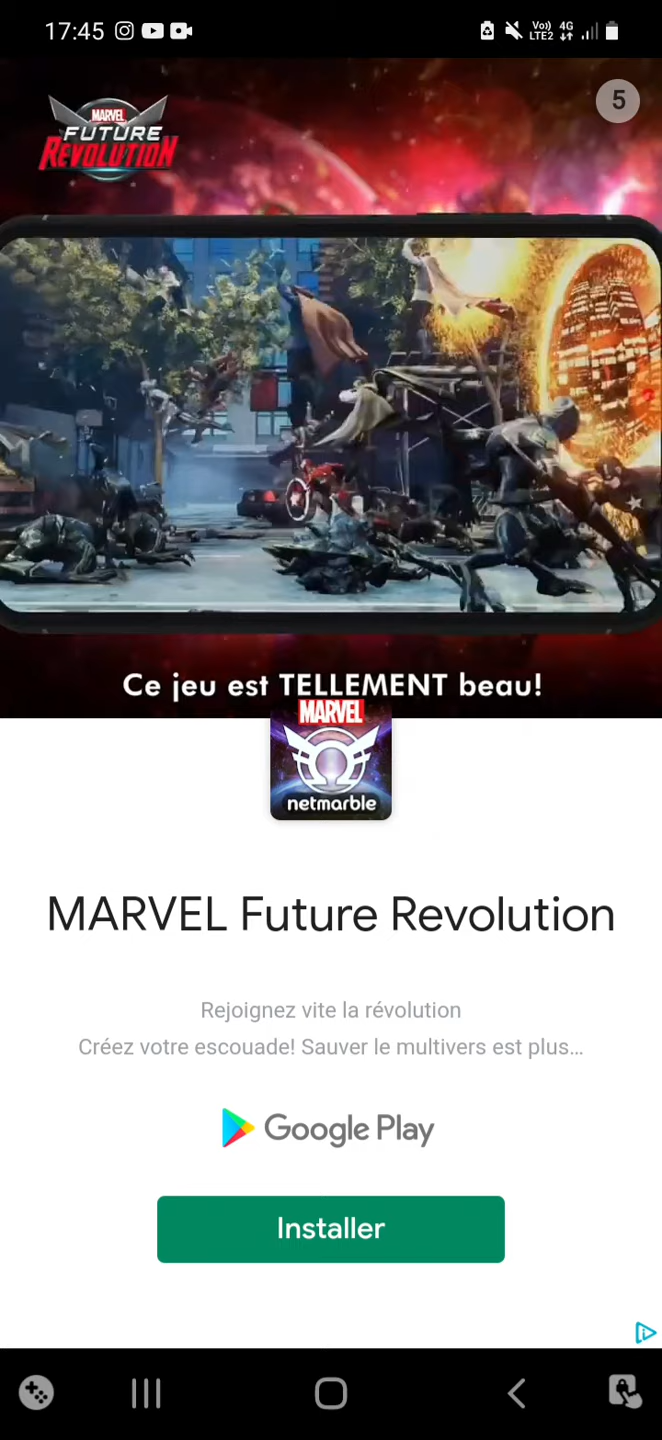 17:45
Vo)) 4G
LTE2
5
MARVEL
FUTURE
REVOLUTION
Ce jeu est TELLEMENT beau!
MARVEL
netmarble
MARVEL Future Revolution
Rejoignez vite la révolution
Créez votre escouade! Sauver le multivers est plus...
Google Play
Installer